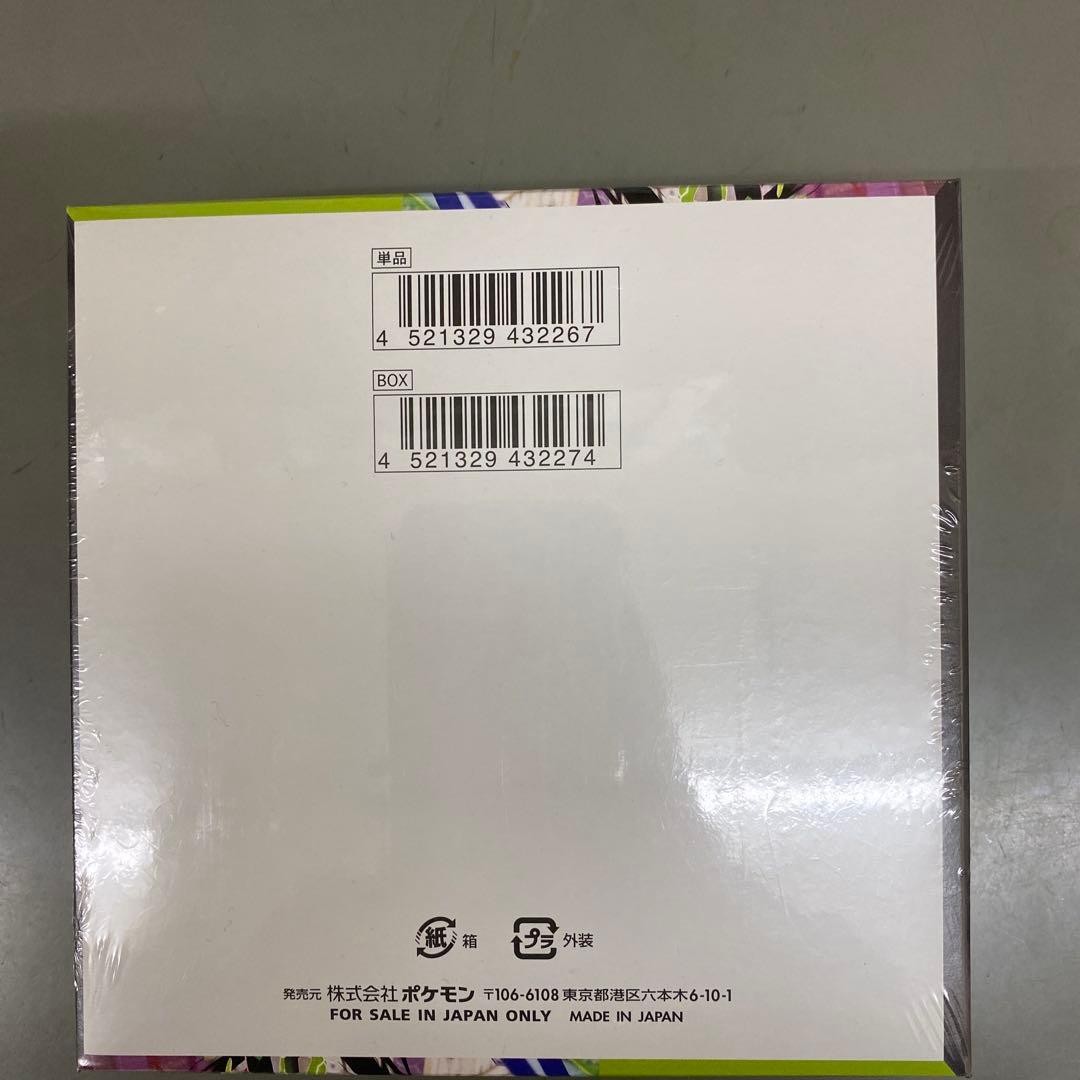 単品
4 521329 432267
BOX
4 521329 432274
紙 箱 プラ 外装
発売元 株式会社 ポケモン 〒106-6108 東京都港区六本木6-10-1
FOR SALE IN JAPAN ONLY MADE IN JAPAN